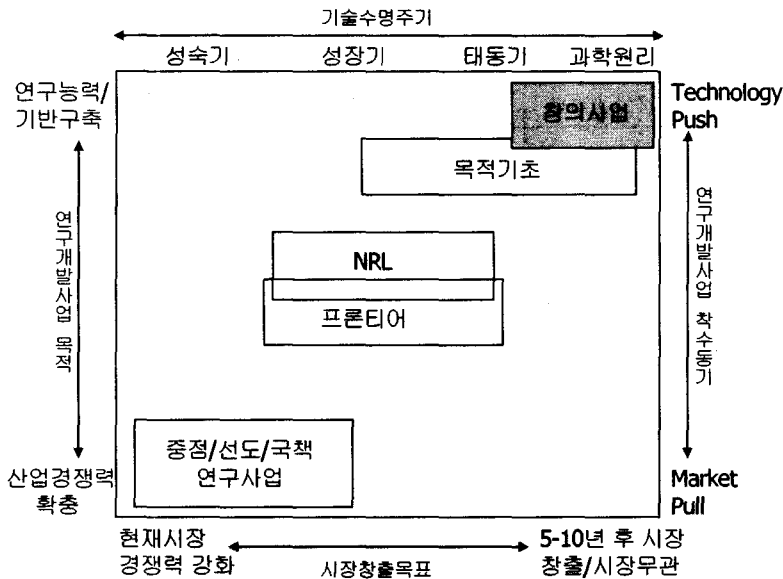 기술수명주기
성숙기 성장기 태동기 과학원리
연구능력/
기반구축
창의사업
Technology
Push
목적기초
연구개발사업 목적
연구개발사업 착수동기
NRL
프론티어
중점/선도/국책
연구사업
산업경쟁력
확충
Market
Pull
현재시장
경쟁력 강화
시장창출목표
5-10년 후 시장
창출/시장무관